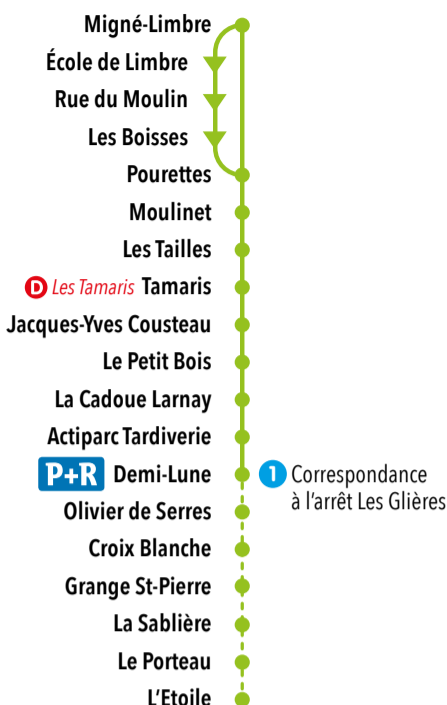 Migné-Limbre
École de Limbre
Rue du Moulin
Les Boisses
Pourettes
Moulinet
Les Tailles
D Les Tamaris Tamaris
Jacques-Yves Cousteau
Le Petit Bois
La Cadoue Larnay
Actiparc Tardiverie
P+R Demi-Lune 1 Correspondance
à l'arrêt Les Glières
Olivier de Serres
Croix Blanche
Grange St-Pierre
La Sablière
Le Porteau
L'Etoile